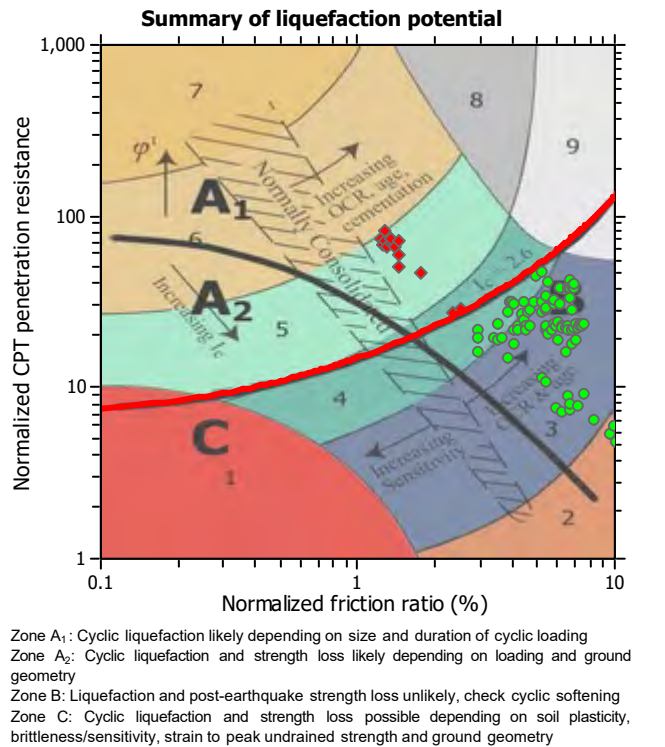 Summary of liquefaction potential
Normalized CPT penetration resistance
1,000
100
10
1
7
8
9
φ'
A1
Normally Consolidated
Increasing
OCR, age,
cementation
6
A2
Increasing Ic
5
Ic = 2.6
B
4
Increasing
OCR & age
C
1
Increasing
Sensitivity
3
2
0.1
1
10
Normalized friction ratio (%)
Zone A1: Cyclic liquefaction likely depending on size and duration of cyclic loading
Zone A2: Cyclic liquefaction and strength loss likely depending on loading and ground
geometry
Zone B: Liquefaction and post-earthquake strength loss unlikely, check cyclic softening
Zone C: Cyclic liquefaction and strength loss possible depending on soil plasticity,
brittleness/sensitivity, strain to peak undrained strength and ground geometry